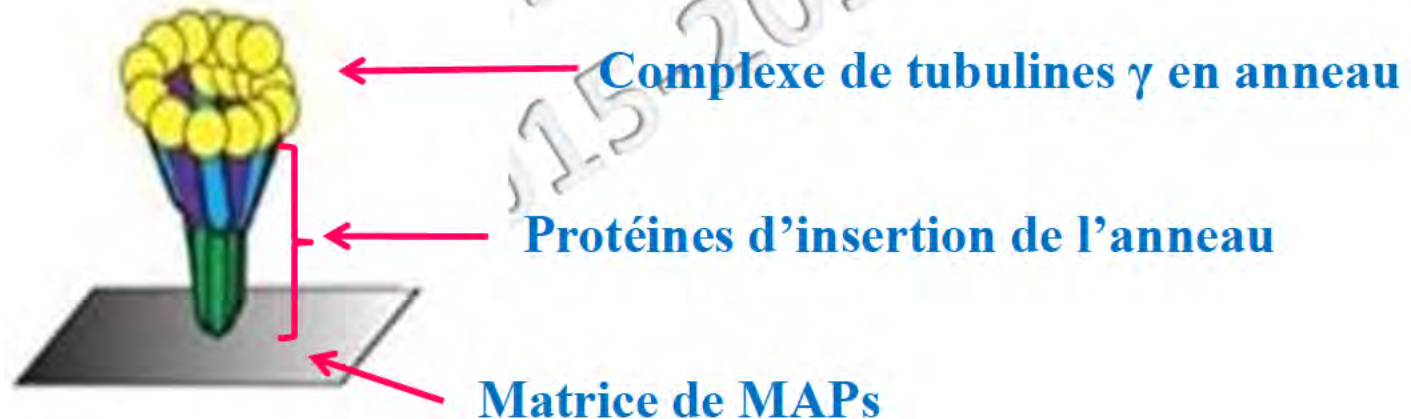 Complexe de tubulines γ en anneau
Protéines d’insertion de l’anneau
Matrice de MAPs